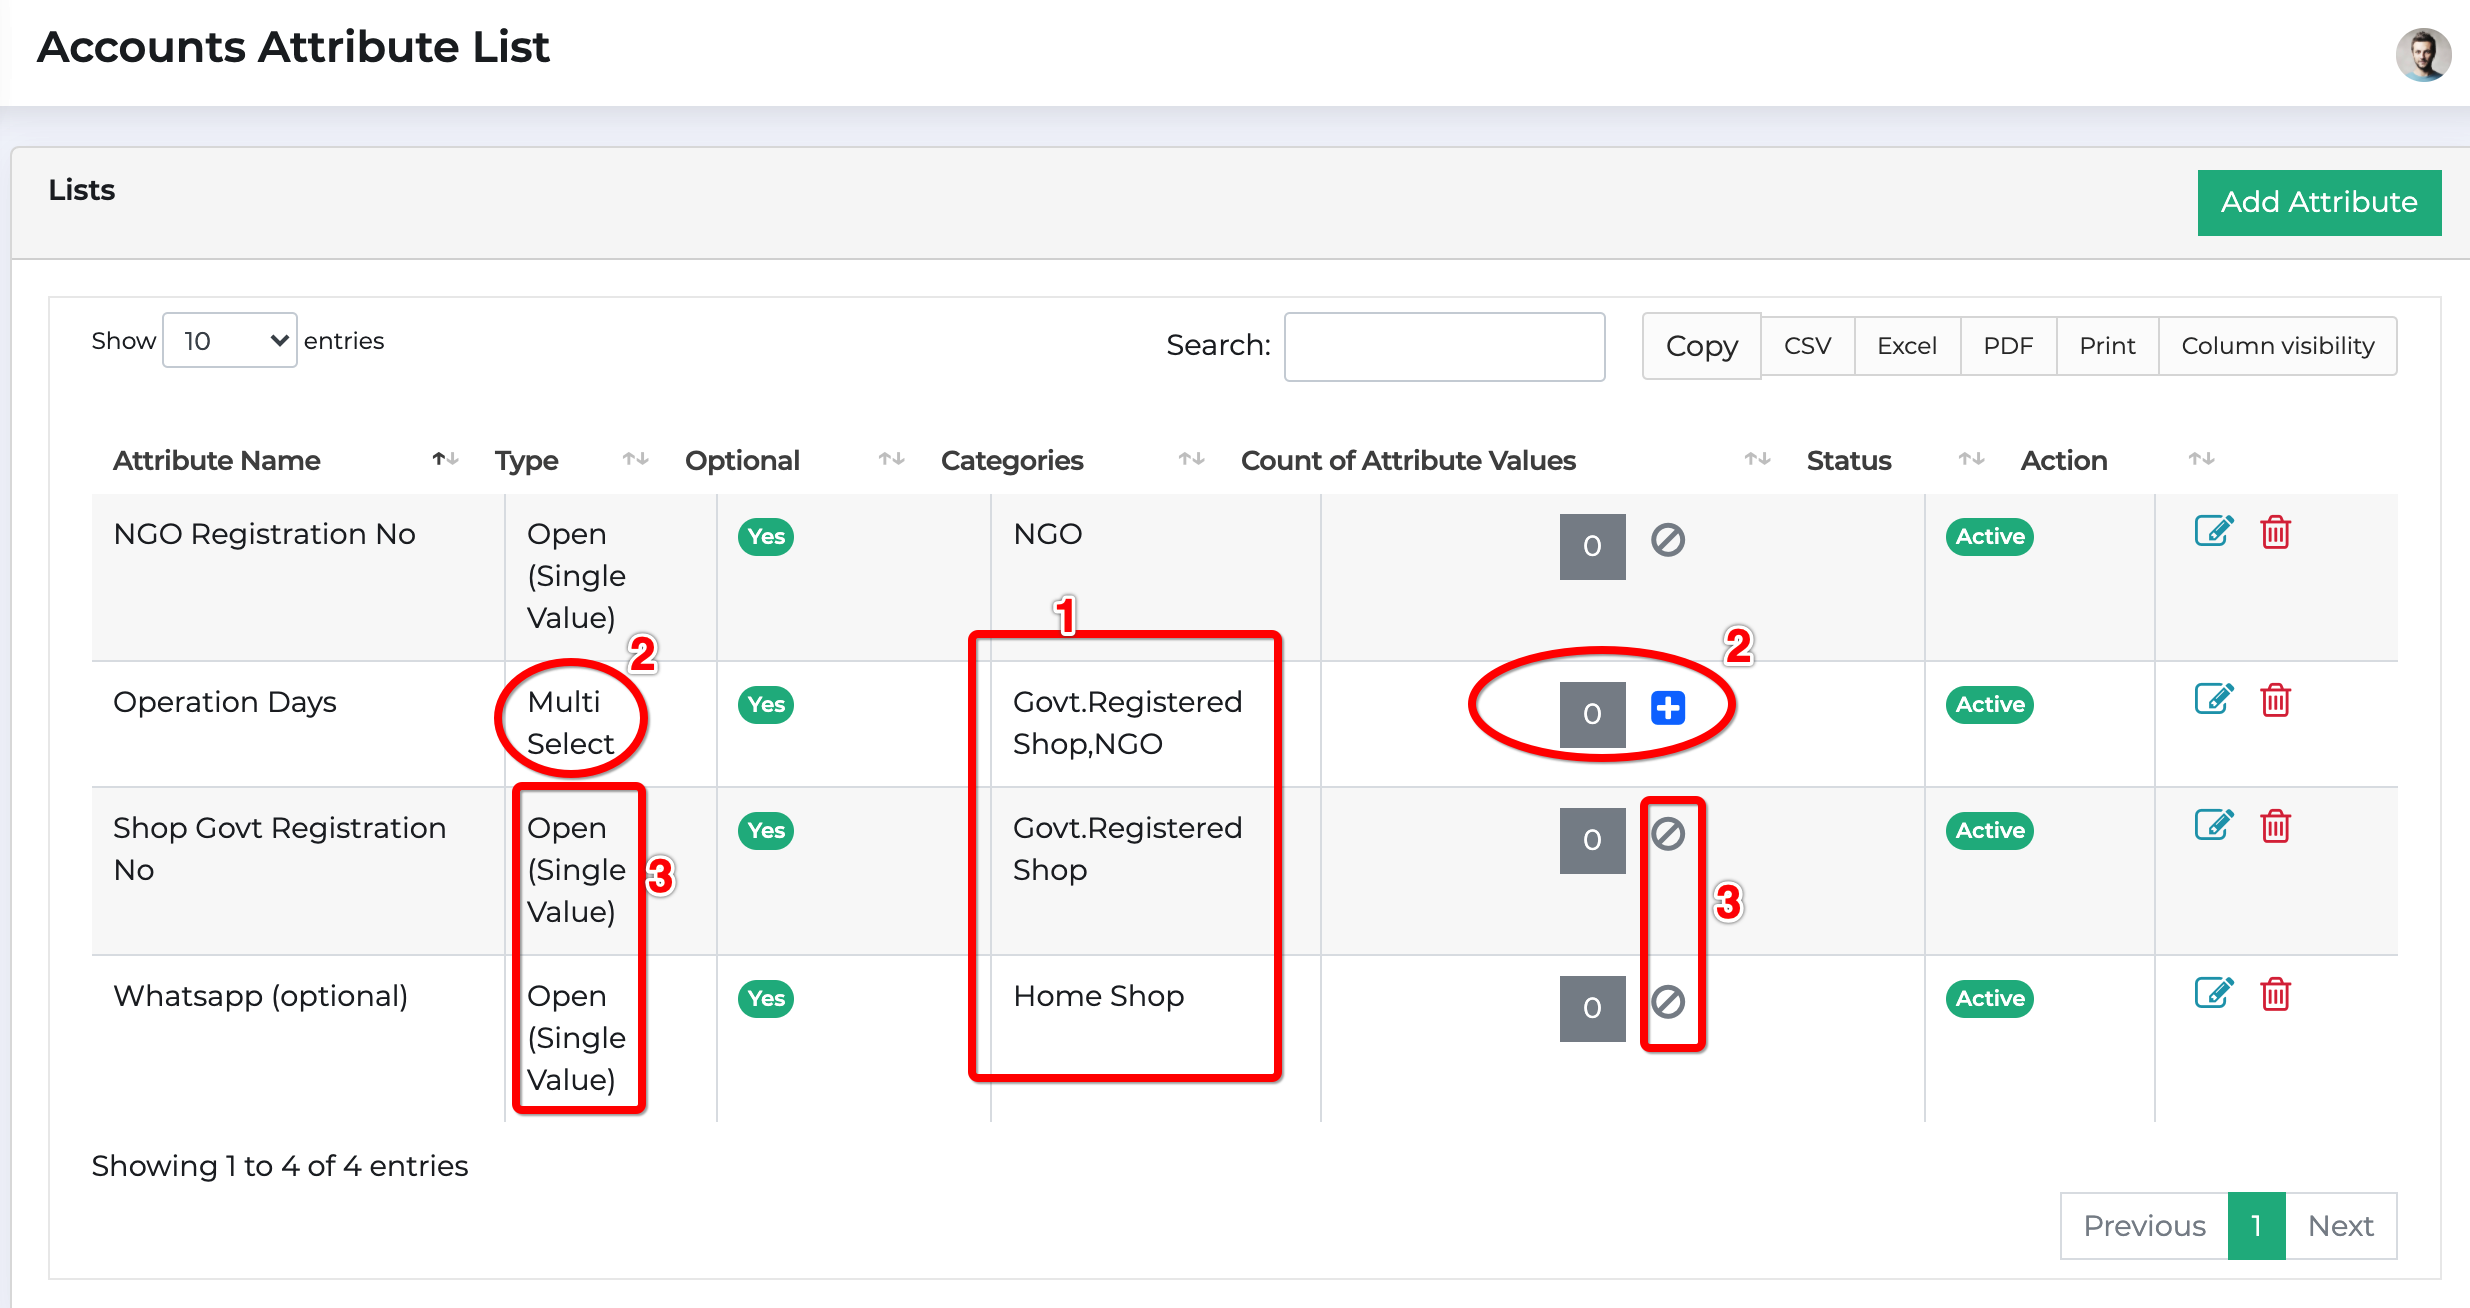 Accounts Attribute List
Lists
Add Attribute
Show 10 entries
Search:
Copy CSV Excel PDF Print Column visibility
Attribute Name Type Optional Categories Count of Attribute Values Status Action
NGO Registration No
Open
(Single
Value)
Yes
NGO
0
Active
1
2
2
Operation Days
Multi
Select
Yes
Govt.Registered
Shop,NGO
0
Active
Shop Govt Registration
No
Open
(Single
Value)
3
Yes
Govt.Registered
Shop
0
3
Active
Whatsapp (optional)
Open
(Single
Value)
Yes
Home Shop
0
Active
Showing 1 to 4 of 4 entries
Previous 1 Next